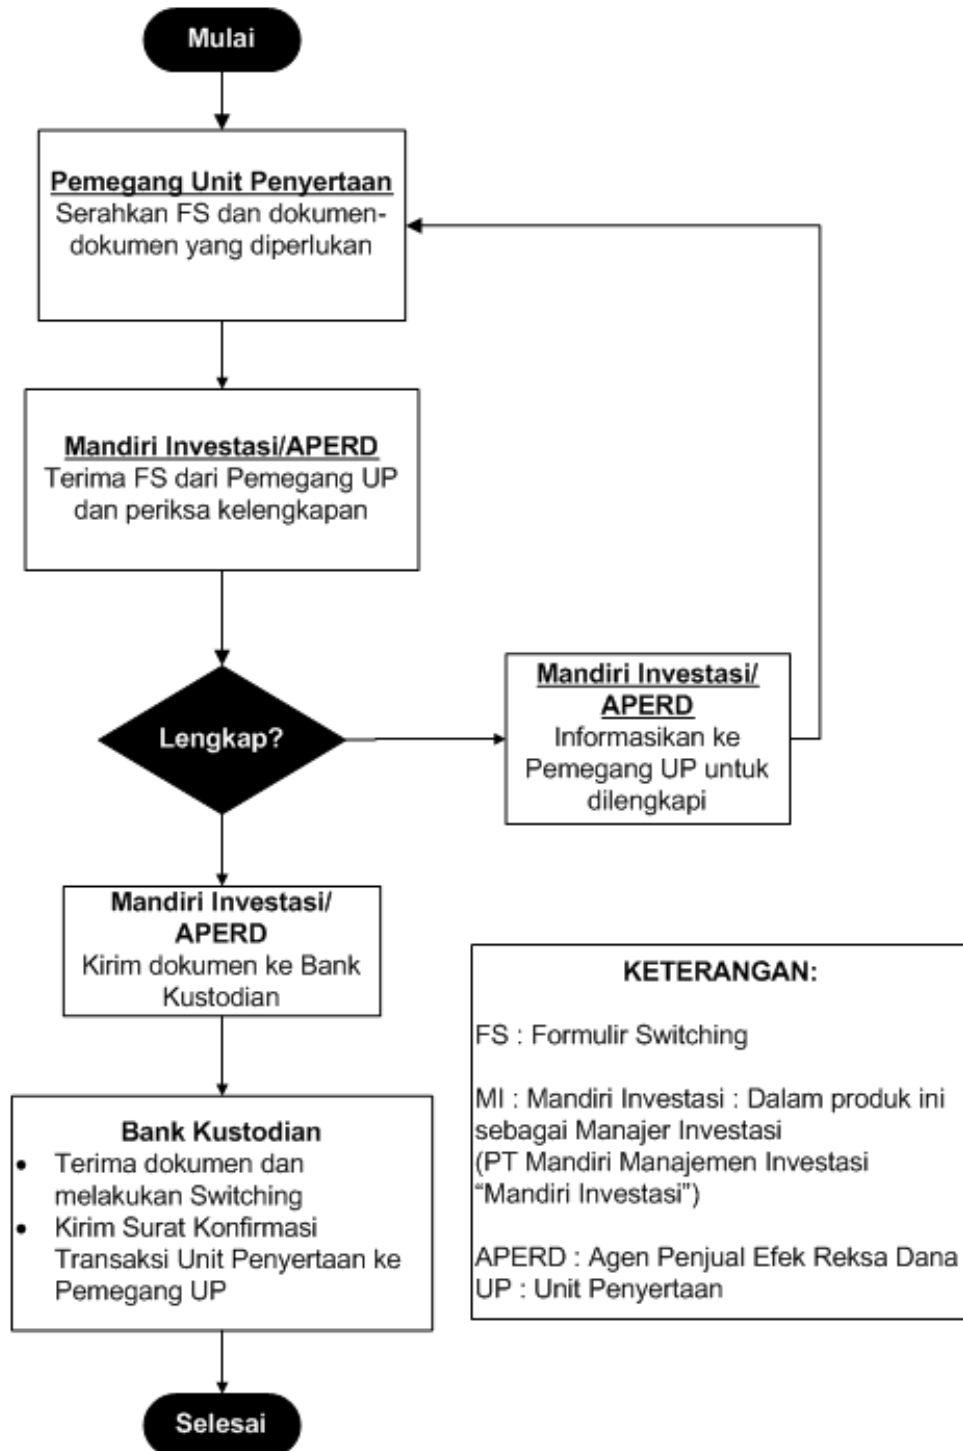 Mulai
Pemegang Unit Penyertaan
Serahkan FS dan dokumen-
dokumen yang diperlukan
Mandiri Investasi/APERD
Terima FS dari Pemegang UP
dan periksa kelengkapan
Lengkap?
Mandiri Investasi/
APERD
Informasikan ke
Pemegang UP untuk
dilengkapi
Mandiri Investasi/
APERD
Kirim dokumen ke Bank
Kustodian
Bank Kustodian
• Terima dokumen dan
melakukan Switching
• Kirim Surat Konfirmasi
Transaksi Unit Penyertaan ke
Pemegang UP
Selesai
KETERANGAN:
FS : Formulir Switching
MI : Mandiri Investasi : Dalam produk ini
sebagai Manajer Investasi
(PT Mandiri Manajemen Investasi
“Mandiri Investasi”)
APERD : Agen Penjual Efek Reksa Dana
UP : Unit Penyertaan